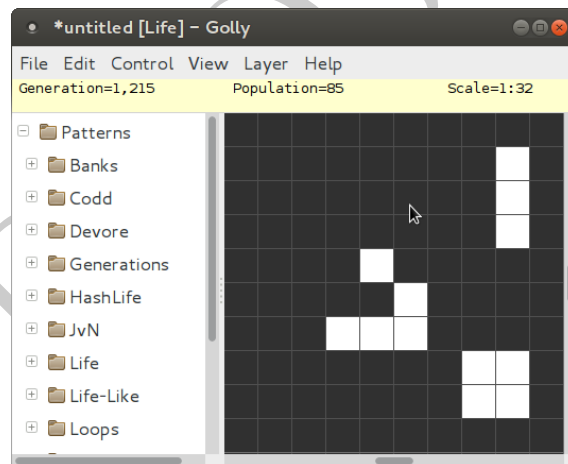 *untitled [Life] – Golly
File Edit Control View Layer Help
Generation=1,215 Population=85 Scale=1:32
Patterns
Banks
Codd
Devore
Generations
HashLife
JvN
Life
Life-Like
Loops